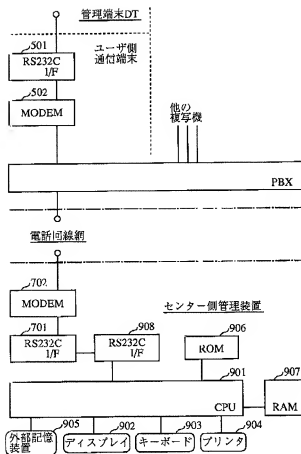 管理端末DT
501
RS232C
I/F
ユーザ側
通信端末
502
MODEM
他の
複写機
PBX
電話回線網
702
MODEM
センター側管理装置
701
RS232C
I/F
908
RS232C
I/F
906
ROM
901
CPU
907
RAM
905
外部記憶
装置
902
ディスプレイ
903
キーボード
904
プリンタ